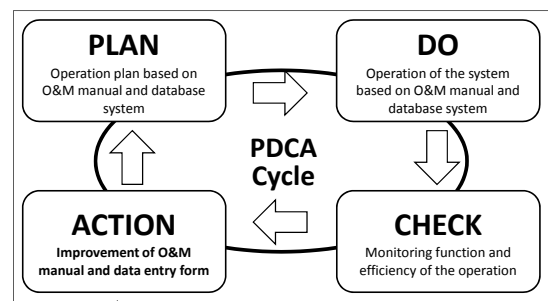 PLAN
Operation plan based on
O&M manual and database
system
DO
Operation of the system
based on O&M manual and
database system
PDCA
Cycle
ACTION
Improvement of O&M
manual and data entry form
CHECK
Monitoring function and
efficiency of the operation